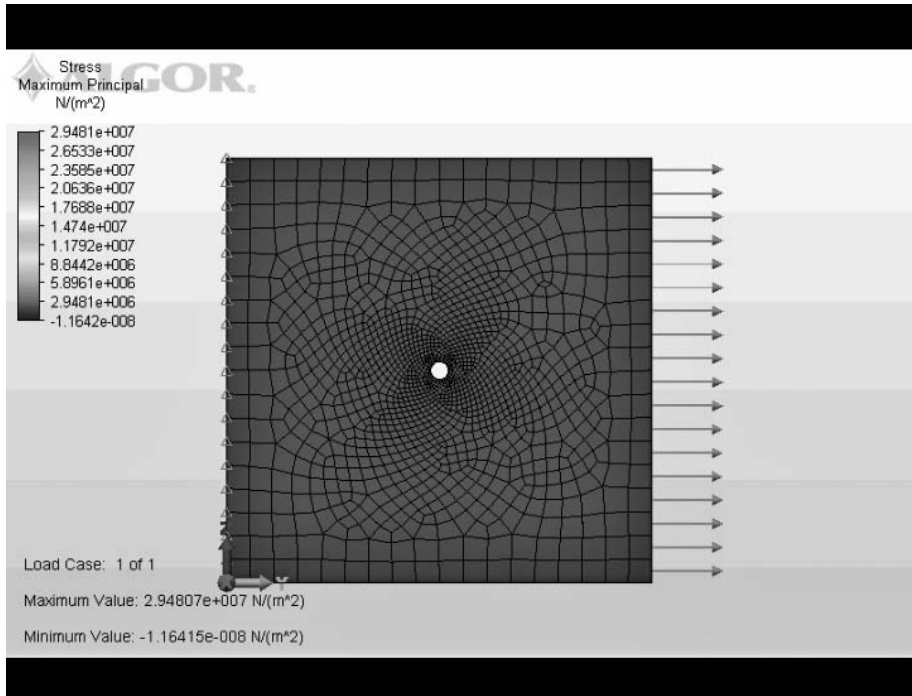 ALGOR®
Stress
Maximum Principal
N/(m^2)
2.9481e+007
2.6533e+007
2.3585e+007
2.0636e+007
1.7688e+007
1.474e+007
1.1792e+007
8.8442e+006
5.8961e+006
2.9481e+006
-1.1642e-008
Load Case: 1 of 1
Y
Maximum Value: 2.94807e+007 N/(m^2)
Minimum Value: -1.16415e-008 N/(m^2)